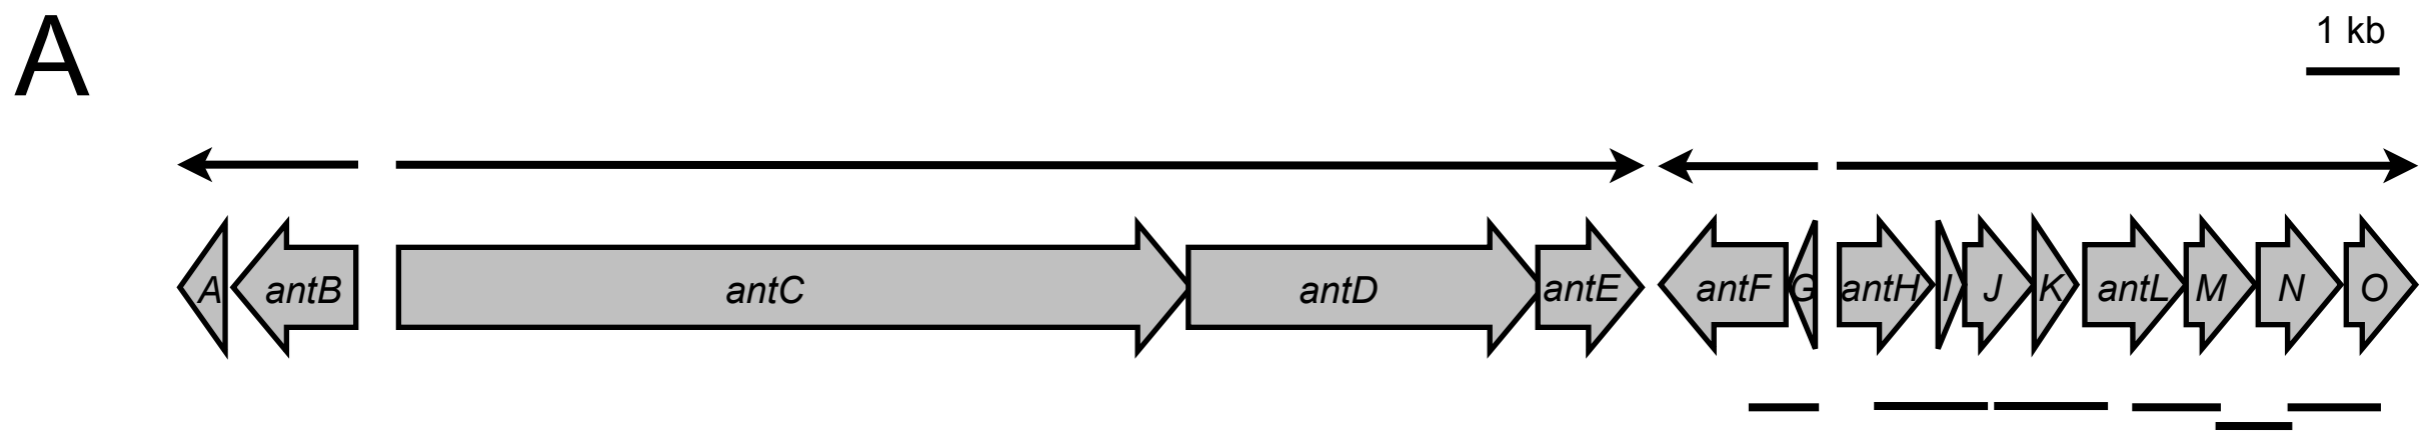 A
1 kb
A antB antC antD antE antF G antH I J K antL M N O